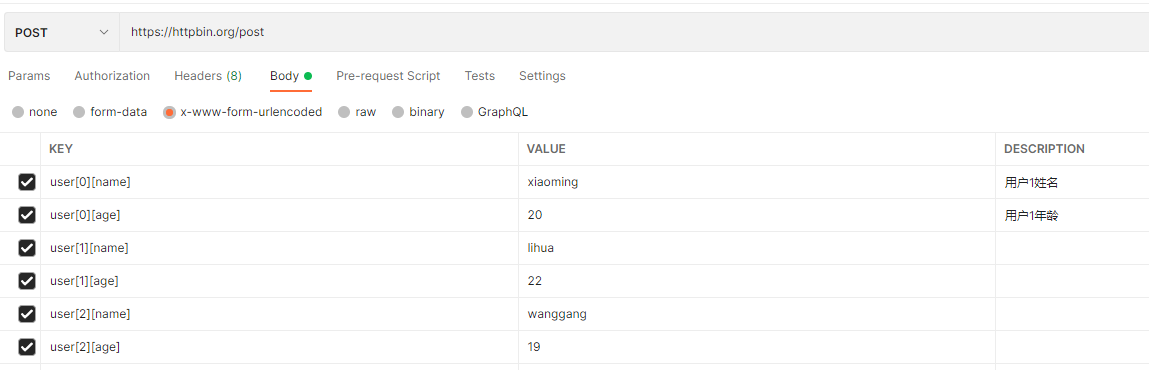 POST https://httpbin.org/post
Params Authorization Headers (8) Body Pre-request Script Tests Settings
none form-data x-www-form-urlencoded raw binary GraphQL
KEY VALUE DESCRIPTION
user[0][name] xiaoming 用户1姓名
user[0][age] 20 用户1年龄
user[1][name] lihua
user[1][age] 22
user[2][name] wanggang
user[2][age] 19